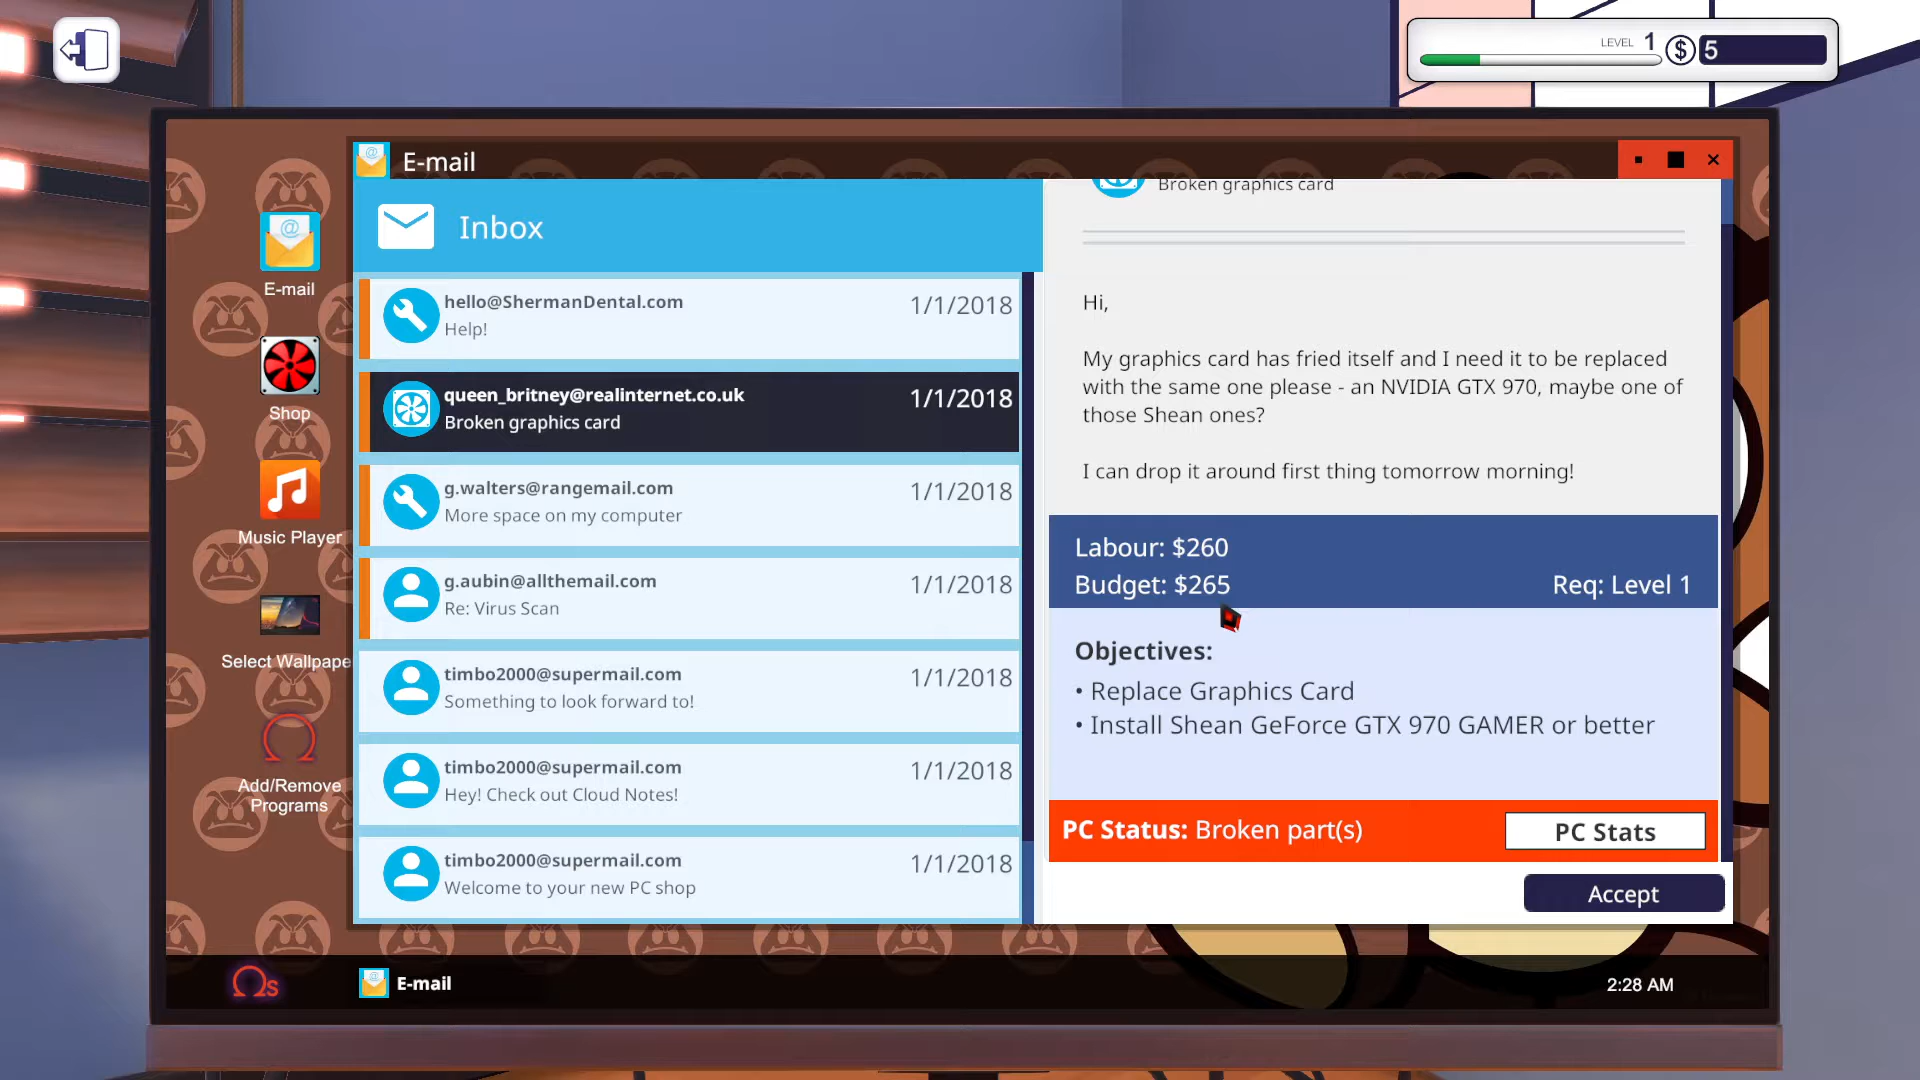 LEVEL 1 $ 5
E-mail
Inbox
hello@ShermanDental.com 1/1/2018
Help!
queen_britney@realinternet.co.uk 1/1/2018
Broken graphics card
g.walters@rangemail.com 1/1/2018
More space on my computer
g.aubin@allthemail.com 1/1/2018
Re: Virus Scan
timbo2000@supermail.com 1/1/2018
Something to look forward to!
timbo2000@supermail.com 1/1/2018
Hey! Check out Cloud Notes!
timbo2000@supermail.com 1/1/2018
Welcome to your new PC shop
Broken graphics card
Hi,
My graphics card has fried itself and I need it to be replaced
with the same one please - an NVIDIA GTX 970, maybe one of
those Shean ones?
I can drop it around first thing tomorrow morning!
Labour: $260
Budget: $265 Req: Level 1
Objectives:
• Replace Graphics Card
• Install Shean GeForce GTX 970 GAMER or better
PC Status: Broken part(s) PC Stats
Accept
E-mail
Shop
Music Player
Select Wallpape
Add/Remove
Programs
Ωs E-mail 2:28 AM